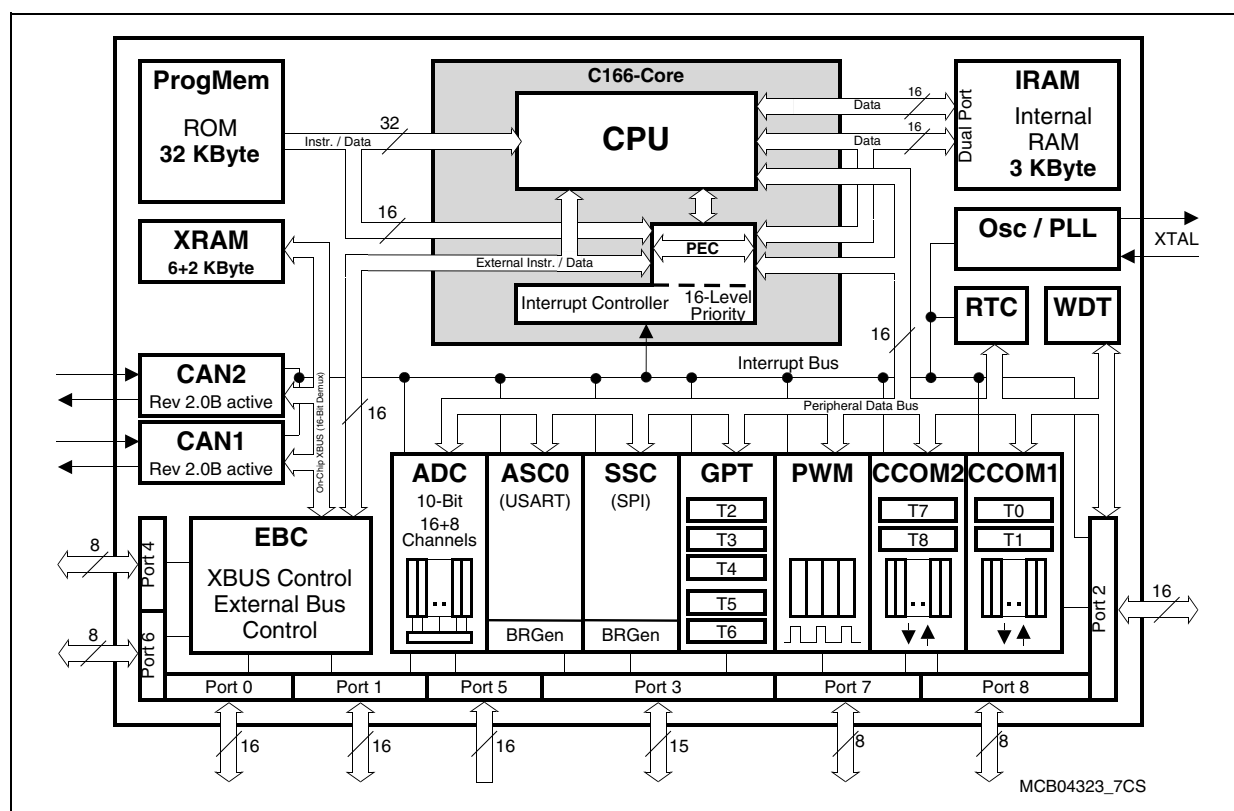 C166-Core
ProgMem
ROM
32 KByte
32
Instr. / Data
CPU
16
Data
16
Data
Dual Port
IRAM
Internal
RAM
3 KByte
XRAM
6+2 KByte
16
External Instr. / Data
PEC
Interrupt Controller
16-Level
Priority
Osc / PLL
XTAL
RTC
WDT
16
Interrupt Bus
Peripheral Data Bus
CAN2
Rev 2.0B active
CAN1
Rev 2.0B active
On-Chip XBUS (16-Bit Demux)
16
EBC
XBUS Control
External Bus
Control
ADC
10-Bit
16+8
Channels
ASC0
(USART)
BRGen
SSC
(SPI)
BRGen
GPT
T2
T3
T4
T5
T6
PWM
CCOM2
T7
T8
CCOM1
T0
T1
8
Port 4
8
Port 6
Port 2
16
Port 0
Port 1
Port 5
Port 3
Port 7
Port 8
16
16
16
15
8
8
MCB04323_7CS